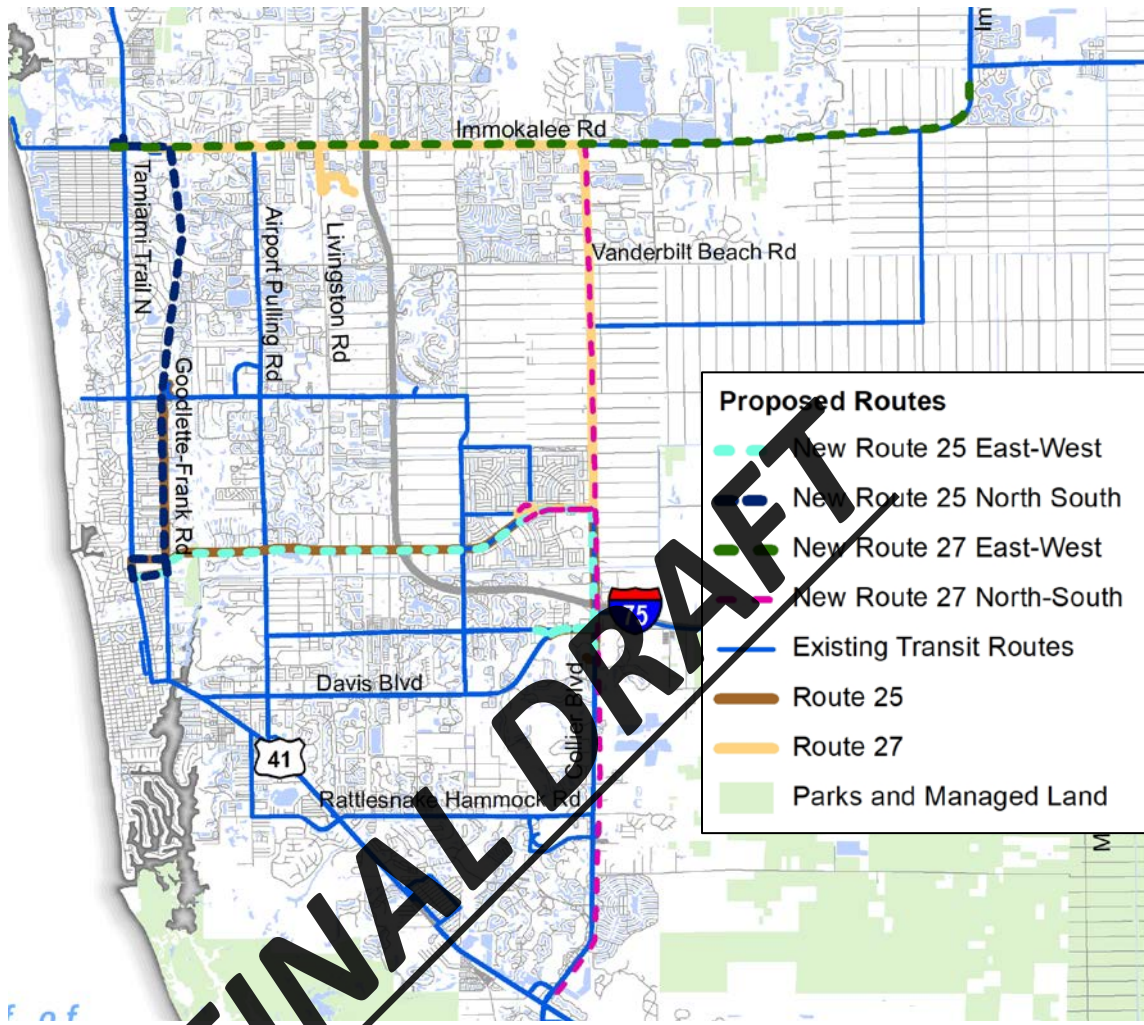 Im
Immokalee Rd
Tamiami Trail N
Airport Pulling Rd
Livingston Rd
Vanderbilt Beach Rd
Goodlette-Frank Rd
Proposed Routes
New Route 25 East-West
New Route 25 North South
New Route 27 East-West
New Route 27 North-South
Existing Transit Routes
Route 25
Route 27
Parks and Managed Land
75
Davis Blvd
Collier Blvd
41
Rattlesnake Hammock Rd
M
f of
FINAL DRAFT